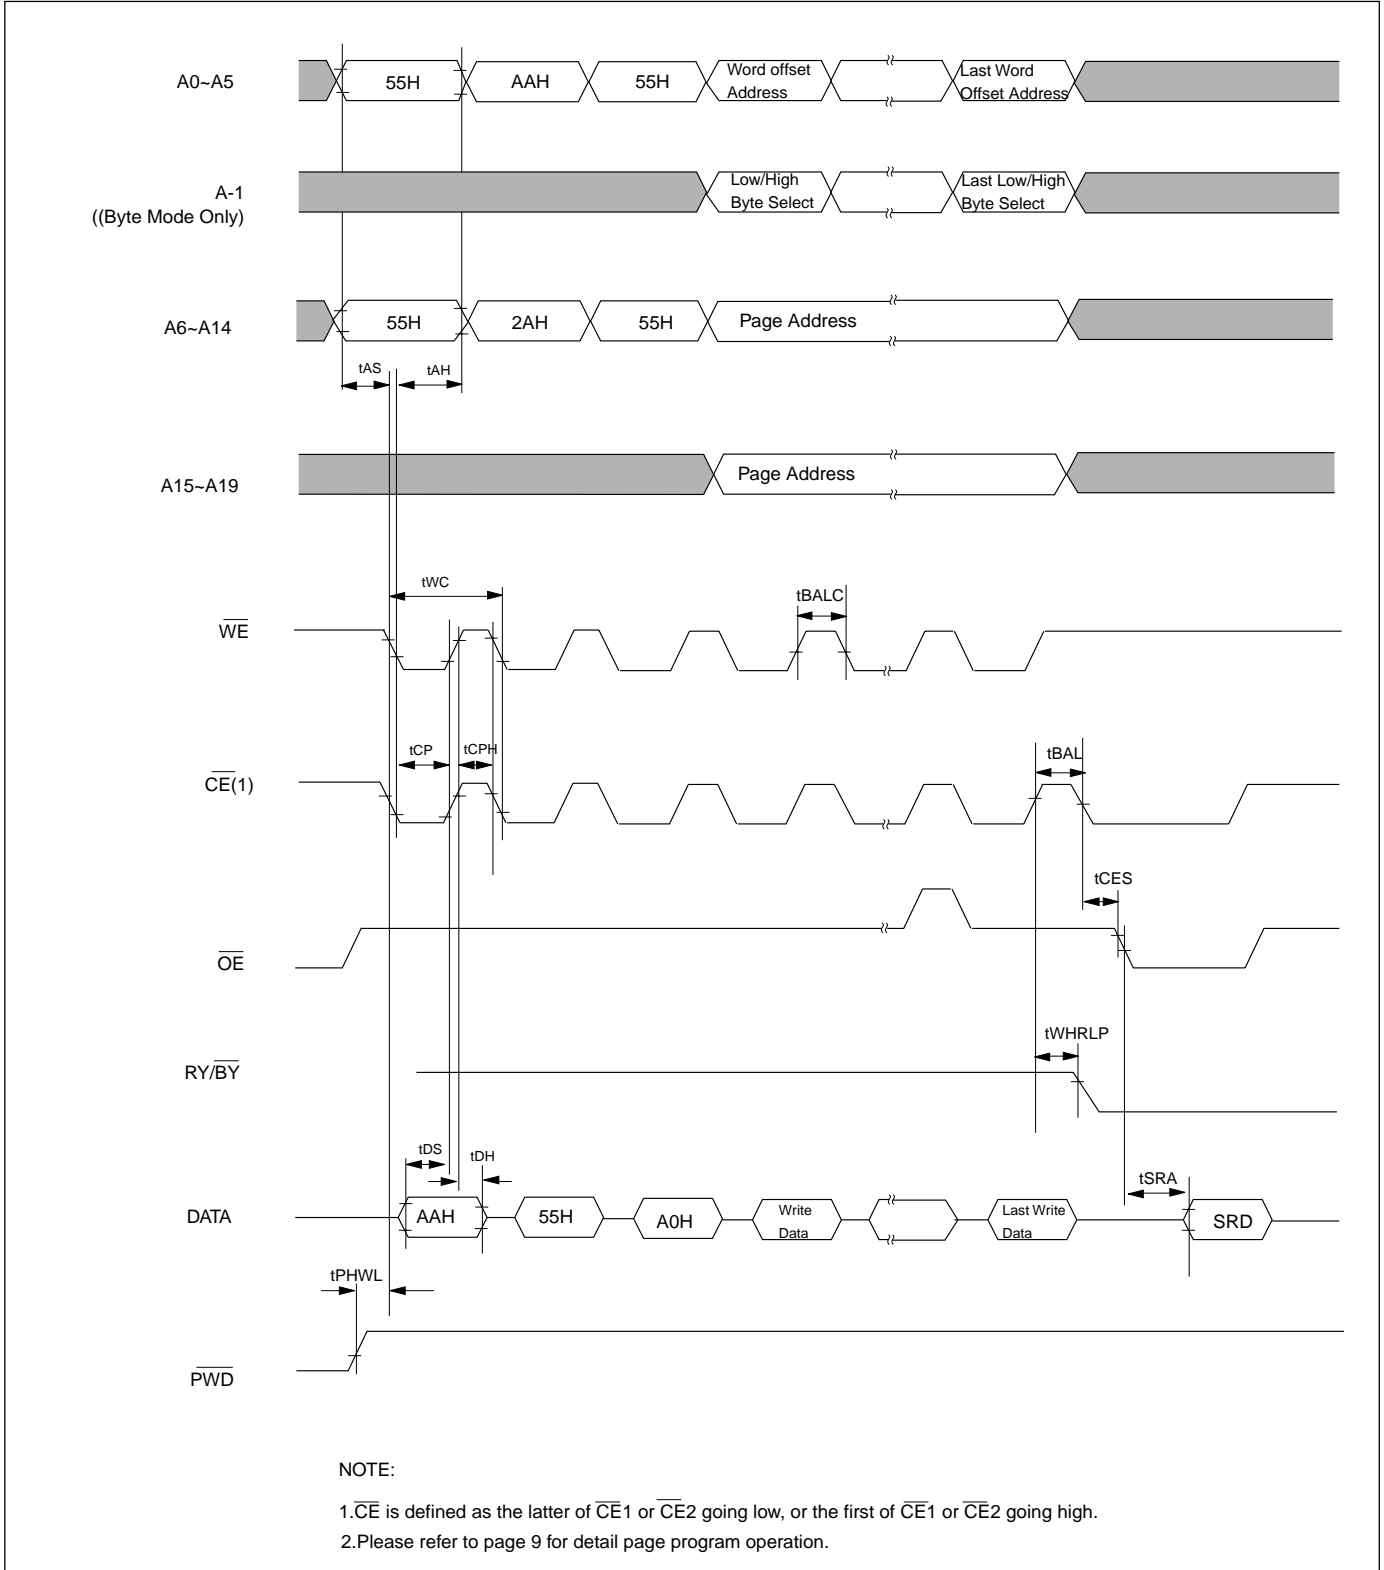 A0~A5
55H
AAH
55H
Word offset
Address
Last Word
Offset Address
A-1
((Byte Mode Only)
Low/High
Byte Select
Last Low/High
Byte Select
A6~A14
55H
2AH
55H
Page Address
tAS
tAH
A15~A19
Page Address
tWC
tBALC
WE
tCP
tCPH
tBAL
CE(1)
tCES
OE
tWHRLP
RY/BY
tDS
tDH
tSRA
DATA
AAH
55H
A0H
Write
Data
Last Write
Data
SRD
tPHWL
PWD
NOTE:
1.CE is defined as the latter of CE1 or CE2 going low, or the first of CE1 or CE2 going high.
2.Please refer to page 9 for detail page program operation.